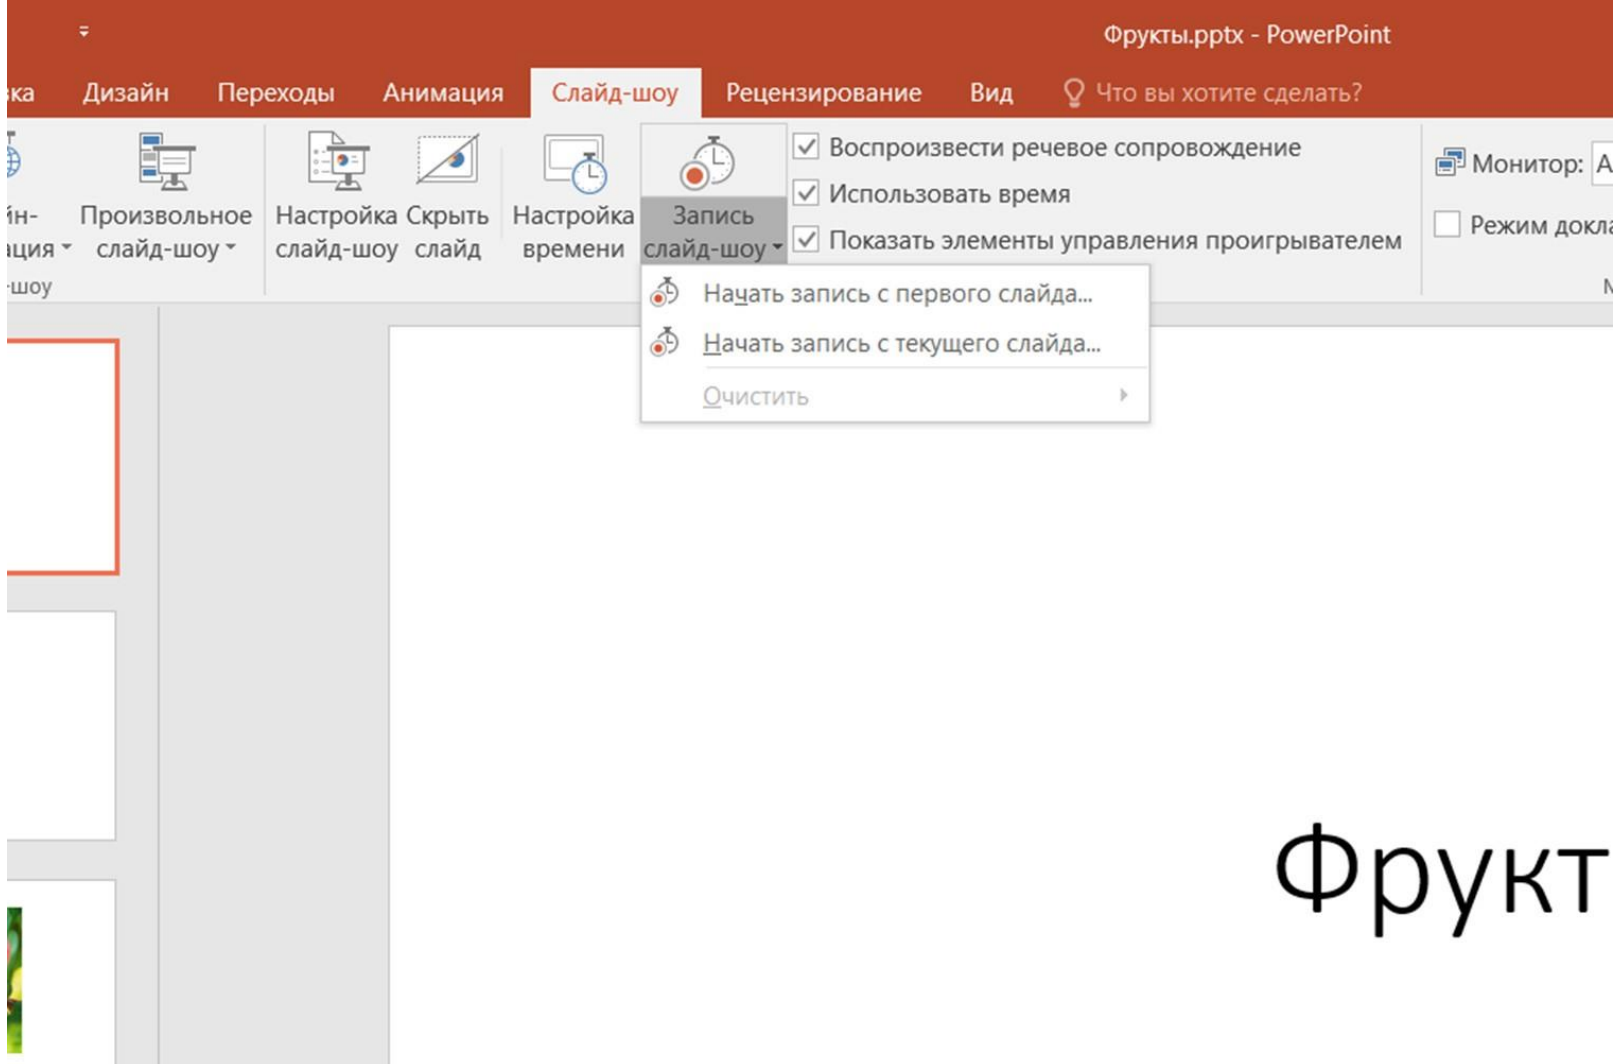 Фрукты.pptx - PowerPoint
Дизайн Переходы Анимация Слайд-шоу Рецензирование Вид Что вы хотите сделать?
Произвольное слайд-шоу
Настройка слайд-шоу
Скрыть слайд
Настройка времени
Запись слайд-шоу
Воспроизвести речевое сопровождение
Использовать время
Показать элементы управления проигрывателем
Монитор:
Режим
Начать запись с первого слайда...
Начать запись с текущего слайда...
Очистить
Фрукт